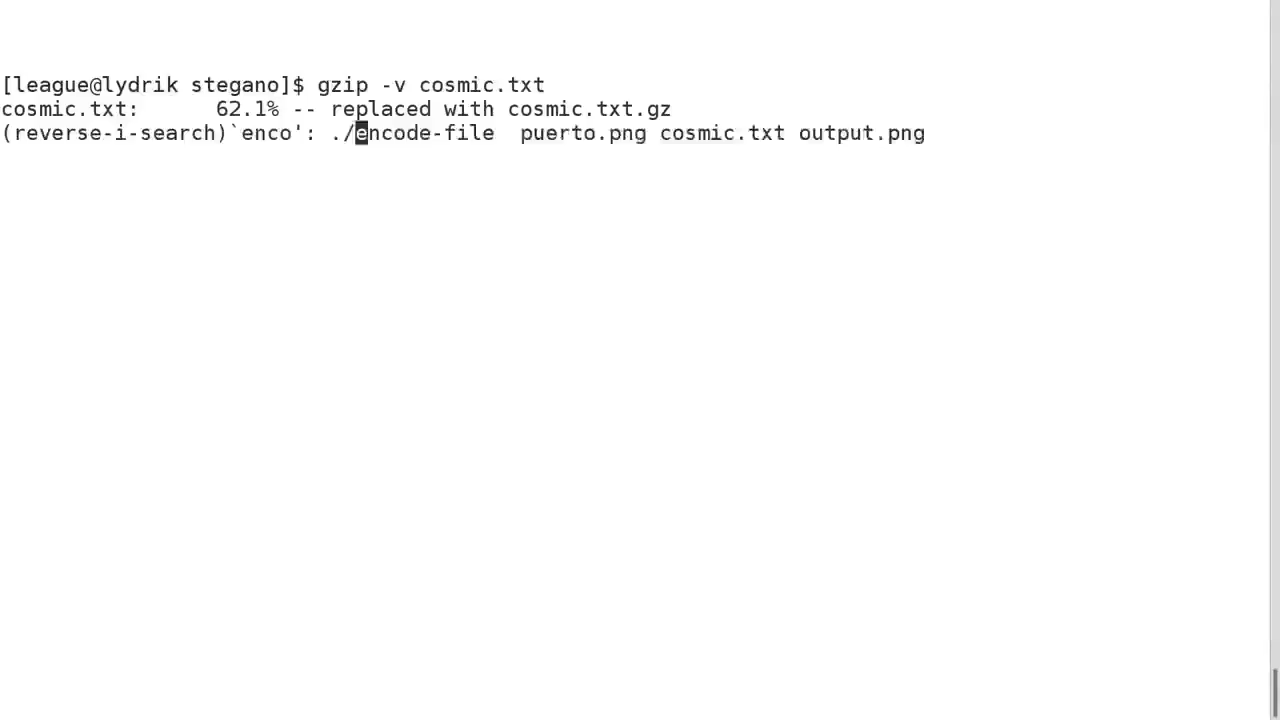 [league@lydrik stegano]$ gzip -v cosmic.txt
cosmic.txt:      62.1% -- replaced with cosmic.txt.gz
(reverse-i-search)`enco': ./encode-file  puerto.png cosmic.txt output.png